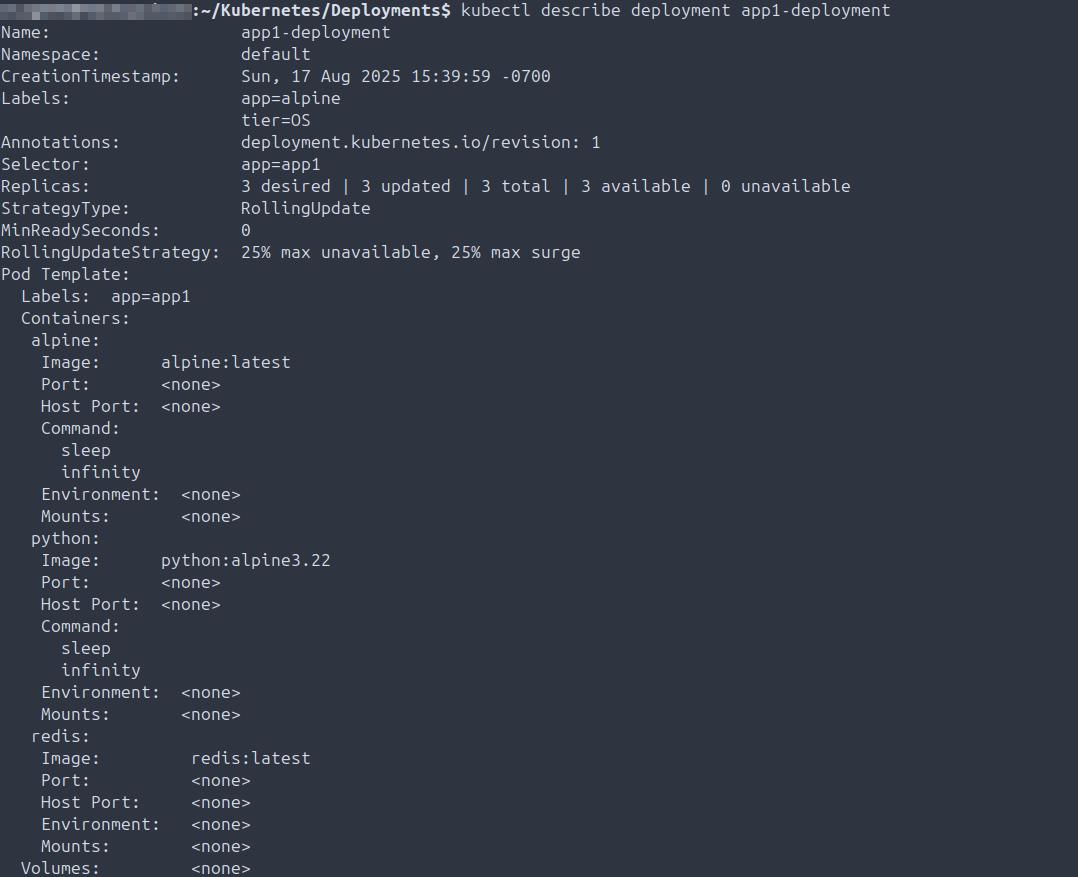 :~/Kubernetes/Deployments$ kubectl describe deployment app1-deployment
Name:                   app1-deployment
Namespace:              default
CreationTimestamp:      Sun, 17 Aug 2025 15:39:59 -0700
Labels:                 app=alpine
                        tier=OS
Annotations:            deployment.kubernetes.io/revision: 1
Selector:               app=app1
Replicas:               3 desired | 3 updated | 3 total | 3 available | 0 unavailable
StrategyType:           RollingUpdate
MinReadySeconds:        0
RollingUpdateStrategy:  25% max unavailable, 25% max surge
Pod Template:
  Labels:  app=app1
  Containers:
   alpine:
    Image:      alpine:latest
    Port:       <none>
    Host Port:  <none>
    Command:
      sleep
      infinity
    Environment:  <none>
    Mounts:       <none>
   python:
    Image:      python:alpine3.22
    Port:       <none>
    Host Port:  <none>
    Command:
      sleep
      infinity
    Environment:  <none>
    Mounts:       <none>
   redis:
    Image:         redis:latest
    Port:          <none>
    Host Port:     <none>
    Environment:   <none>
    Mounts:        <none>
  Volumes:         <none>